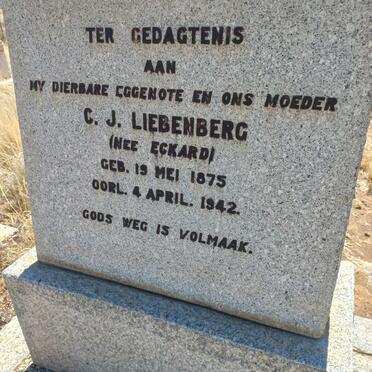 TER GEDAGTENIS
AAN
MY DIERBARE EGGENOTE EN ONS MOEDER
C. J. LIEBENBERG
(NEE ECKARD)
GEB. 19 MEI 1875
OORL. 4 APRIL. 1942.
GODS WEG IS VOLMAAK.